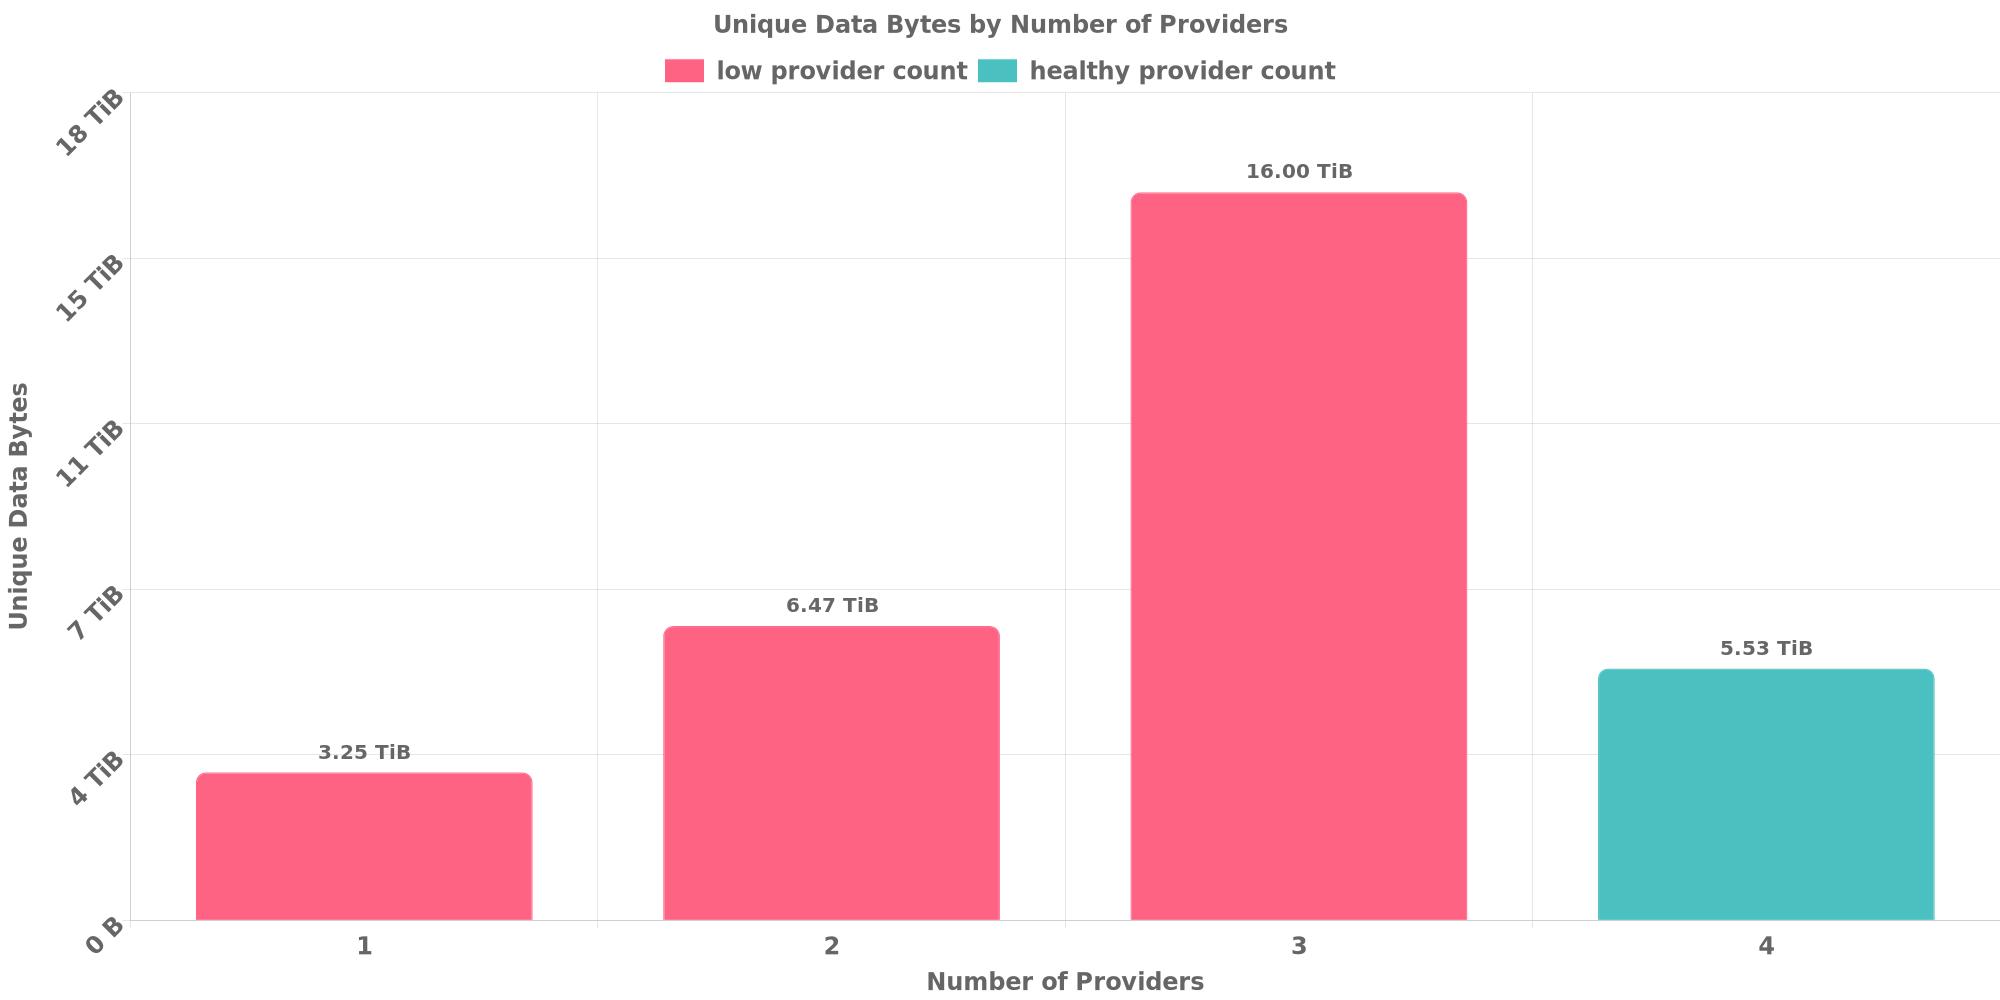 Unique Data Bytes by Number of Providers
low provider count healthy provider count
18 TiB
15 TiB
11 TiB
7 TiB
4 TiB
0 B
Unique Data Bytes
3.25 TiB
6.47 TiB
16.00 TiB
5.53 TiB
1 2 3 4
Number of Providers